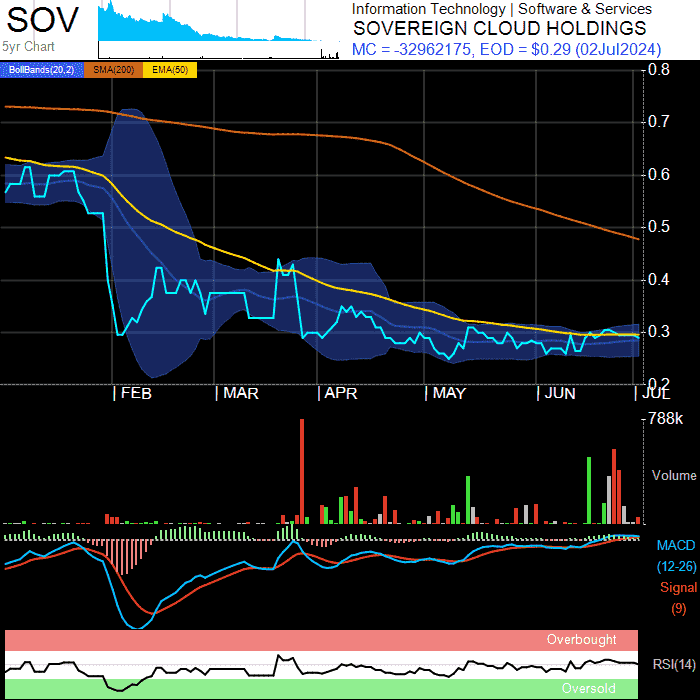 SOV
5yr Chart
Information Technology | Software & Services
SOVEREIGN CLOUD HOLDINGS
MC = -32962175, EOD = $0.29 (02Jul2024)
BollBands(20,2) SMA(200) EMA(50)
0.8
0.7
0.6
0.5
0.4
0.3
0.2
FEB MAR APR MAY JUN JUL
788k
Volume
MACD
(12-26)
Signal
(9)
Overbought
RSI(14)
Oversold